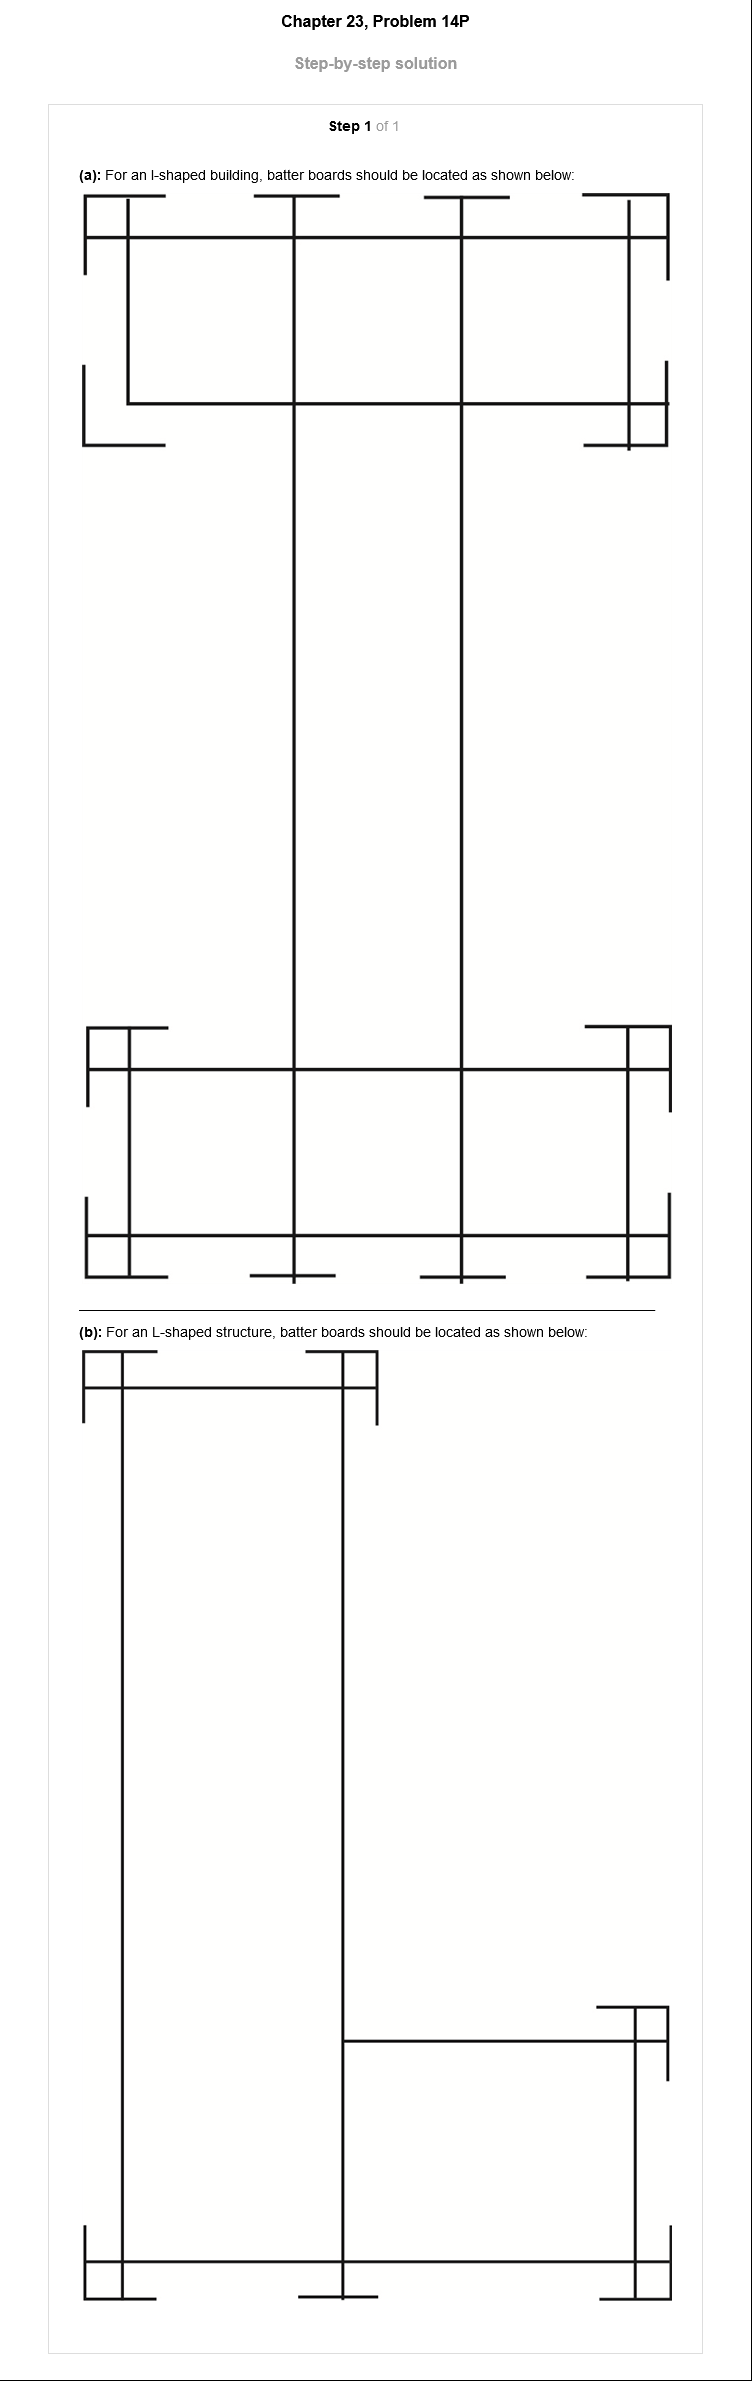 Chapter 23, Problem 14P
Step-by-step solution
Step 1 of 1
(a): For an I-shaped building, batter boards should be located as shown below:
(b): For an L-shaped structure, batter boards should be located as shown below: